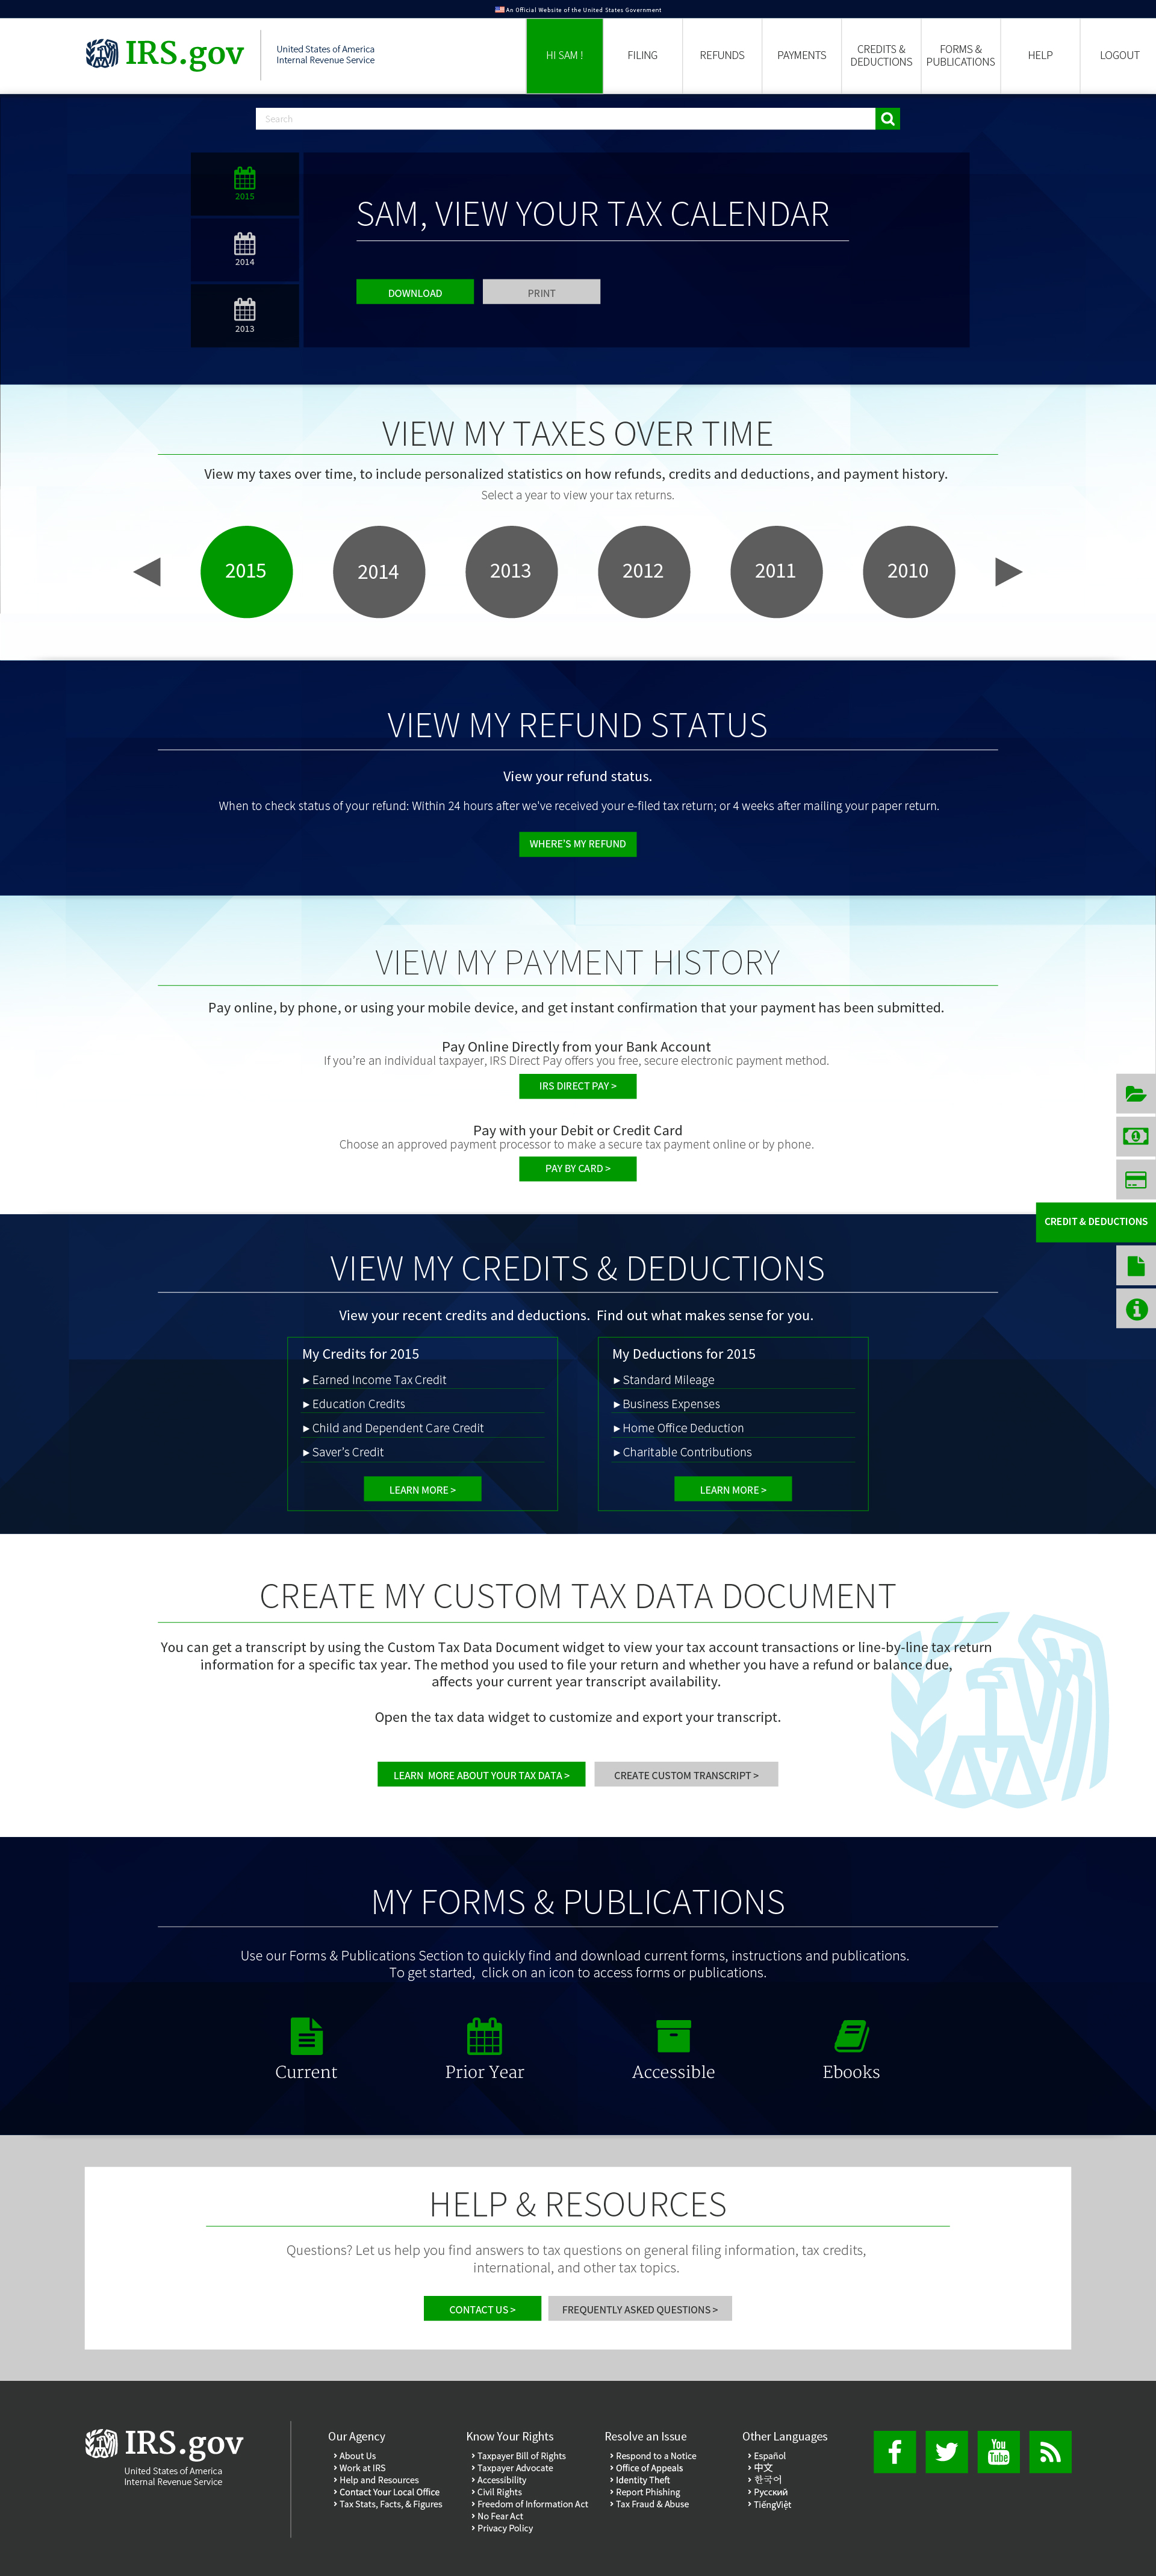 An Official Website of the United States Government
IRS.gov
United States of America
Internal Revenue Service
HI SAM !
FILING
REFUNDS
PAYMENTS
CREDITS &
DEDUCTIONS
FORMS &
PUBLICATIONS
HELP
LOGOUT
Search
2015
2014
2013
SAM, VIEW YOUR TAX CALENDAR
DOWNLOAD
PRINT
VIEW MY TAXES OVER TIME
View my taxes over time, to include personalized statistics on how refunds, credits and deductions, and payment history.
Select a year to view your tax returns.
2015
2014
2013
2012
2011
2010
VIEW MY REFUND STATUS
View your refund status.
When to check status of your refund: Within 24 hours after we've received your e-filed tax return; or 4 weeks after mailing your paper return.
WHERE'S MY REFUND
VIEW MY PAYMENT HISTORY
Pay online, by phone, or using your mobile device, and get instant confirmation that your payment has been submitted.
Pay Online Directly from your Bank Account
If you’re an individual taxpayer, IRS Direct Pay offers you free, secure electronic payment method.
IRS DIRECT PAY >
Pay with your Debit or Credit Card
Choose an approved payment processor to make a secure tax payment online or by phone.
PAY BY CARD >
1
CREDIT & DEDUCTIONS
VIEW MY CREDITS & DEDUCTIONS
View your recent credits and deductions.  Find out what makes sense for you.
My Credits for 2015
▸ Earned Income Tax Credit
▸ Education Credits
▸ Child and Dependent Care Credit
▸ Saver's Credit
LEARN MORE >
My Deductions for 2015
▸ Standard Mileage
▸ Business Expenses
▸ Home Office Deduction
▸ Charitable Contributions
LEARN MORE >
CREATE MY CUSTOM TAX DATA DOCUMENT
You can get a transcript by using the Custom Tax Data Document widget to view your tax account transactions or line-by-line tax return
information for a specific tax year. The method you used to file your return and whether you have a refund or balance due,
affects your current year transcript availability.
Open the tax data widget to customize and export your transcript.
LEARN  MORE ABOUT YOUR TAX DATA >
CREATE CUSTOM TRANSCRIPT >
MY FORMS & PUBLICATIONS
Use our Forms & Publications Section to quickly find and download current forms, instructions and publications.
To get started,  click on an icon to access forms or publications.
Current
Prior Year
Accessible
Ebooks
HELP & RESOURCES
Questions? Let us help you find answers to tax questions on general filing information, tax credits,
international, and other tax topics.
CONTACT US >
FREQUENTLY ASKED QUESTIONS >
IRS.gov
United States of America
Internal Revenue Service
Our Agency
› About Us
› Work at IRS
› Help and Resources
› Contact Your Local Office
› Tax Stats, Facts, & Figures
Know Your Rights
› Taxpayer Bill of Rights
› Taxpayer Advocate
› Accessibility
› Civil Rights
› Freedom of Information Act
› No Fear Act
› Privacy Policy
Resolve an Issue
› Respond to a Notice
› Office of Appeals
› Identity Theft
› Report Phishing
› Tax Fraud & Abuse
Other Languages
› Español
› 中文
› 한국어
› Русский
› TiếngViệt
You
Tube